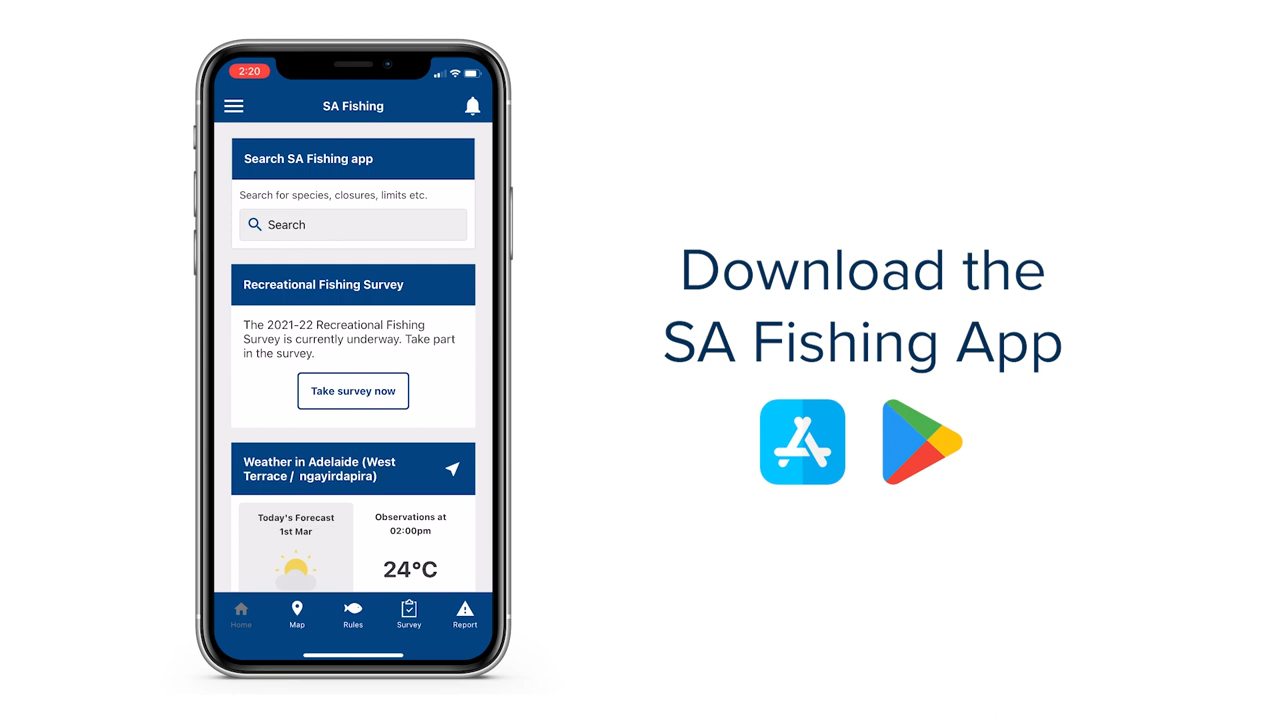 2:20
SA Fishing
Search SA Fishing app
Search for species, closures, limits etc.
Search
Recreational Fishing Survey
The 2021-22 Recreational Fishing
Survey is currently underway. Take part
in the survey.
Take survey now
Weather in Adelaide (West
Terrace / ngayirdapira)
Today's Forecast
1st Mar
Observations at
02:00pm
24°C
Home
Map
Rules
Survey
Report
Download the
SA Fishing App